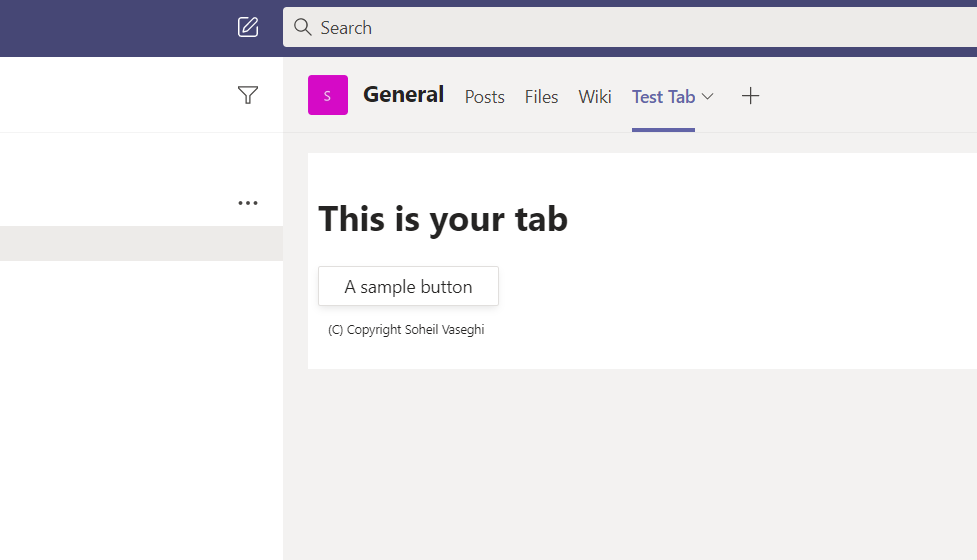 Search
S
General Posts Files Wiki Test Tab
This is your tab
A sample button
(C) Copyright Soheil Vaseghi